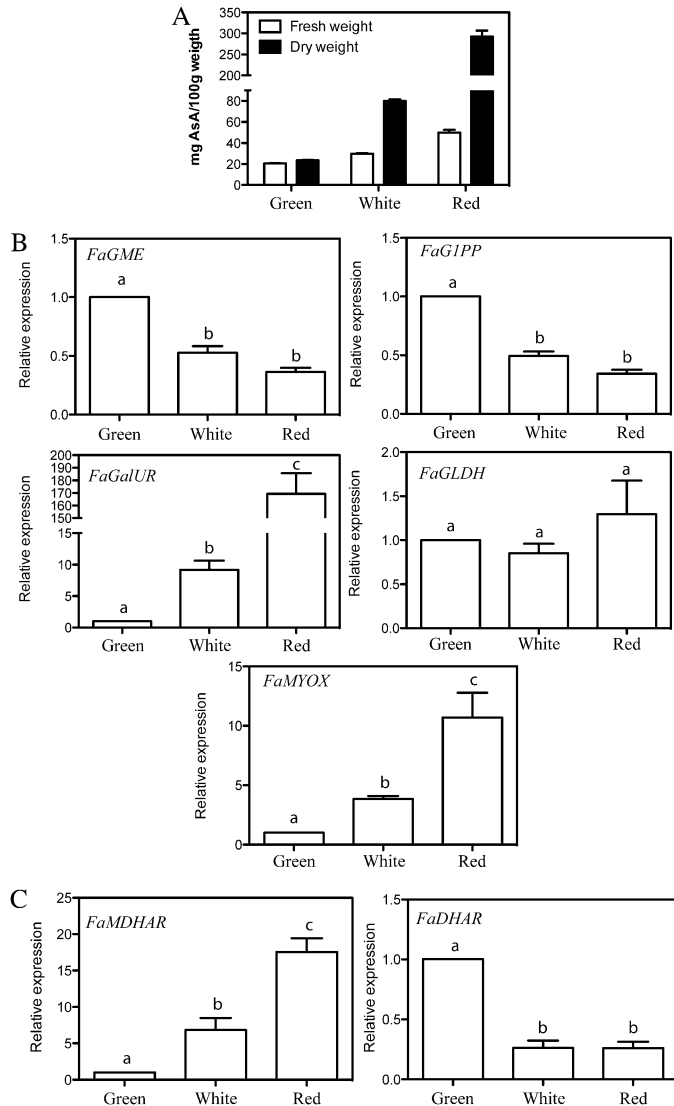 A
mg AsA/100g weigth
350
300
250
200
80
60
40
20
0
Fresh weight
Dry weight
Green White Red
B
Relative expression
1.5
1.0
0.5
0.0
FaGME
a
b
b
Green White Red
Relative expression
1.5
1.0
0.5
0.0
FaG1PP
a
b
b
Green White Red
Relative expression
200
190
180
170
160
150
15
10
5
0
FaGalUR
a
b
c
Green White Red
Relative expression
2.0
1.5
1.0
0.5
0.0
FaGLDH
a
a
a
Green White Red
Relative expression
15
10
5
0
FaMYOX
a
b
c
Green White Red
C
Relative expression
25
20
15
10
5
0
FaMDHAR
a
b
c
Green White Red
Relative expression
1.5
1.0
0.5
0.0
FaDHAR
a
b
b
Green White Red